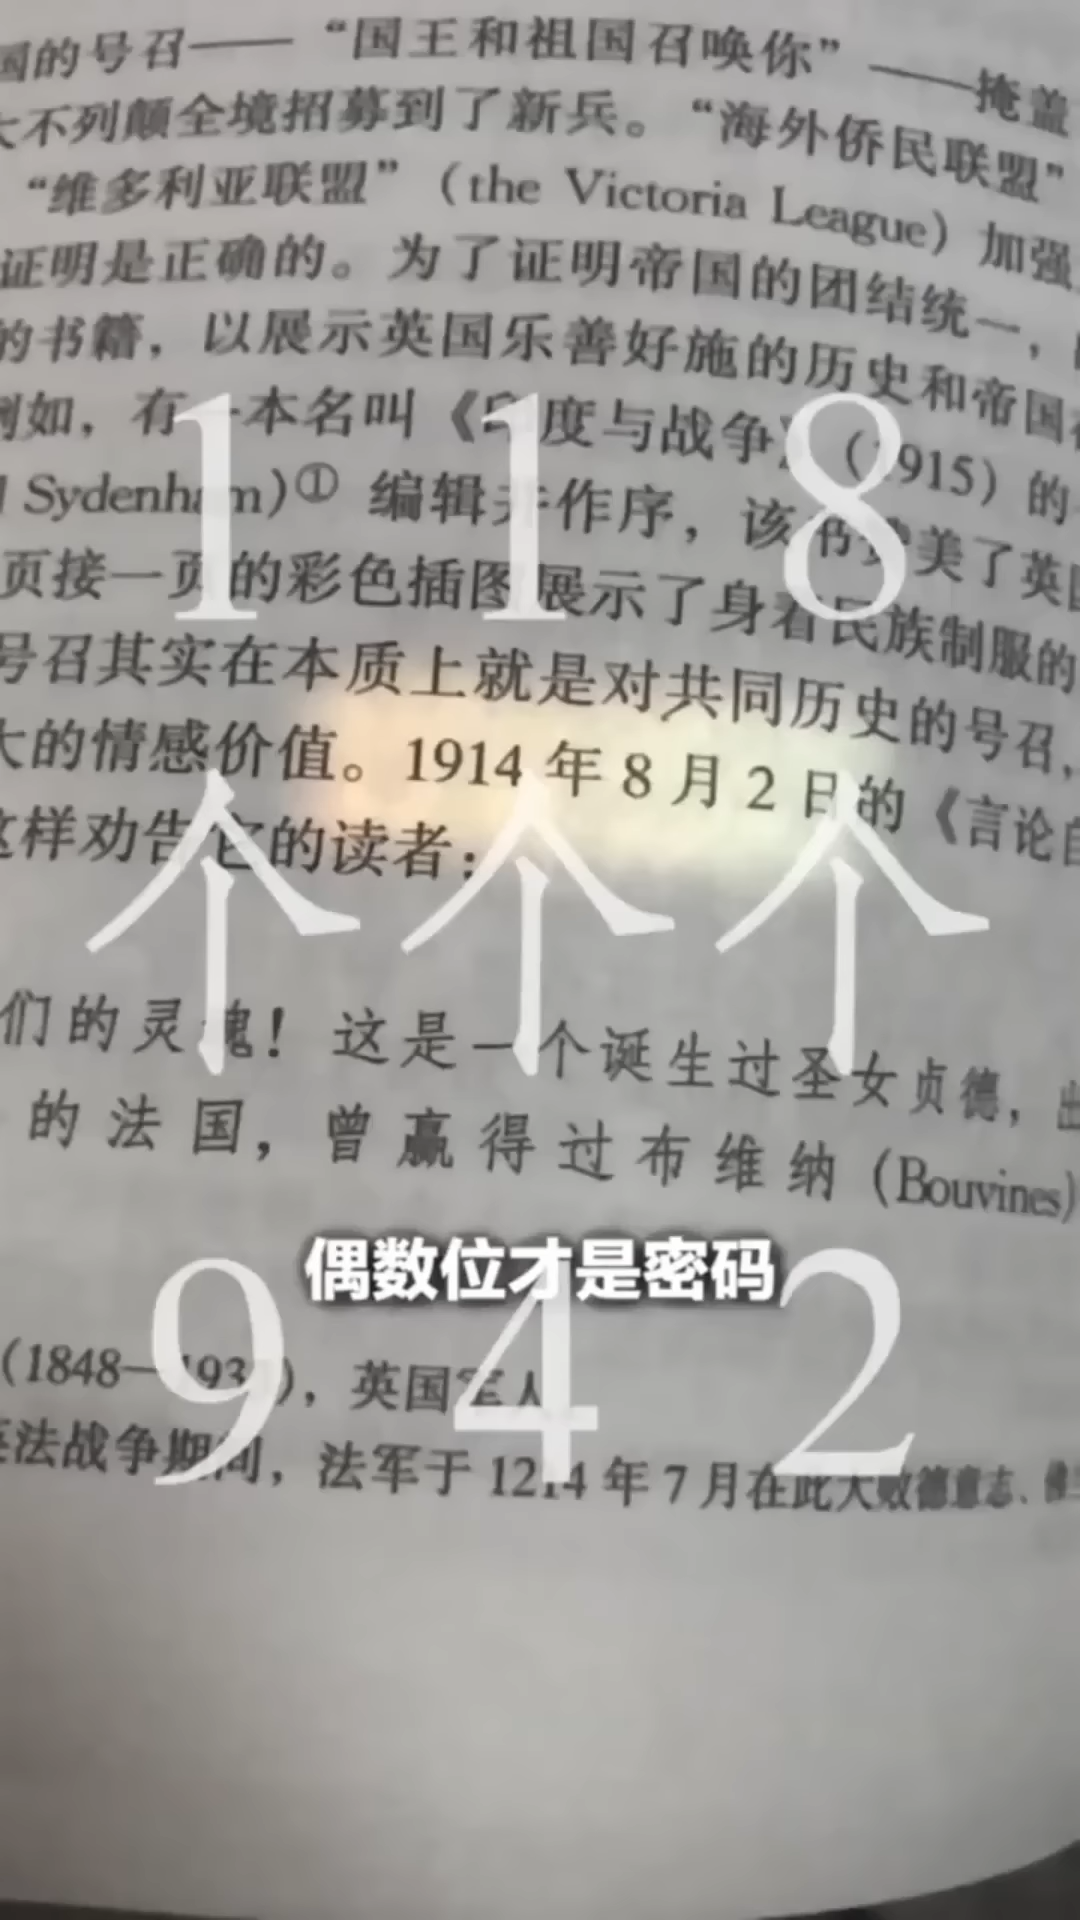 国的号召——“国王和祖国召唤你”——掩盖
大不列颠全境招募到了新兵。“海外侨民联盟”
“维多利亚联盟”（the Victoria League）加强
证明是正确的。为了证明帝国的团结统一，
的书籍，以展示英国乐善好施的历史和帝国
例如，有一本名叫《印度与战争》（1915）的
Sydenham)① 编辑并作序，该书赞美了英国
页接一页的彩色插图展示了身着民族制服的
号召其实在本质上就是对共同历史的号召，
大的情感价值。1914 年 8 月 2 日的《言论自
这样劝告它的读者：
们的灵魂！这是一个诞生过圣女贞德，出
的法国，曾赢得过布维纳（Bouvines）
（1848—193 ），英国军人
英法战争期间，法军于 1214 年 7 月在此大败德意志、佛
1 1 8
个 个 个
9 4 2
偶数位才是密码